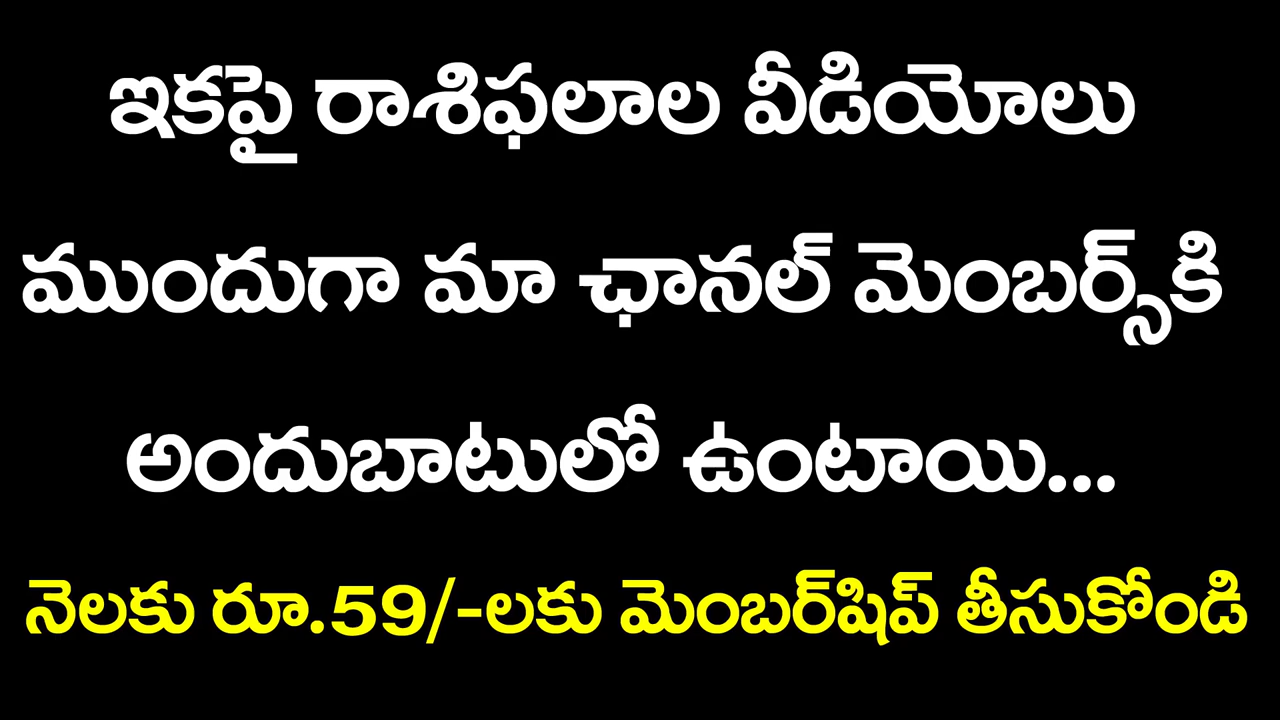 ఇకపై రాశిఫలాల వీడియోలు
ముందుగా మా ఛానల్ మెంబర్స్‌కి
అందుబాటులో ఉంటాయి...
నెలకు రూ.59/-లకు మెంబర్‌షిప్ తీసుకోండి